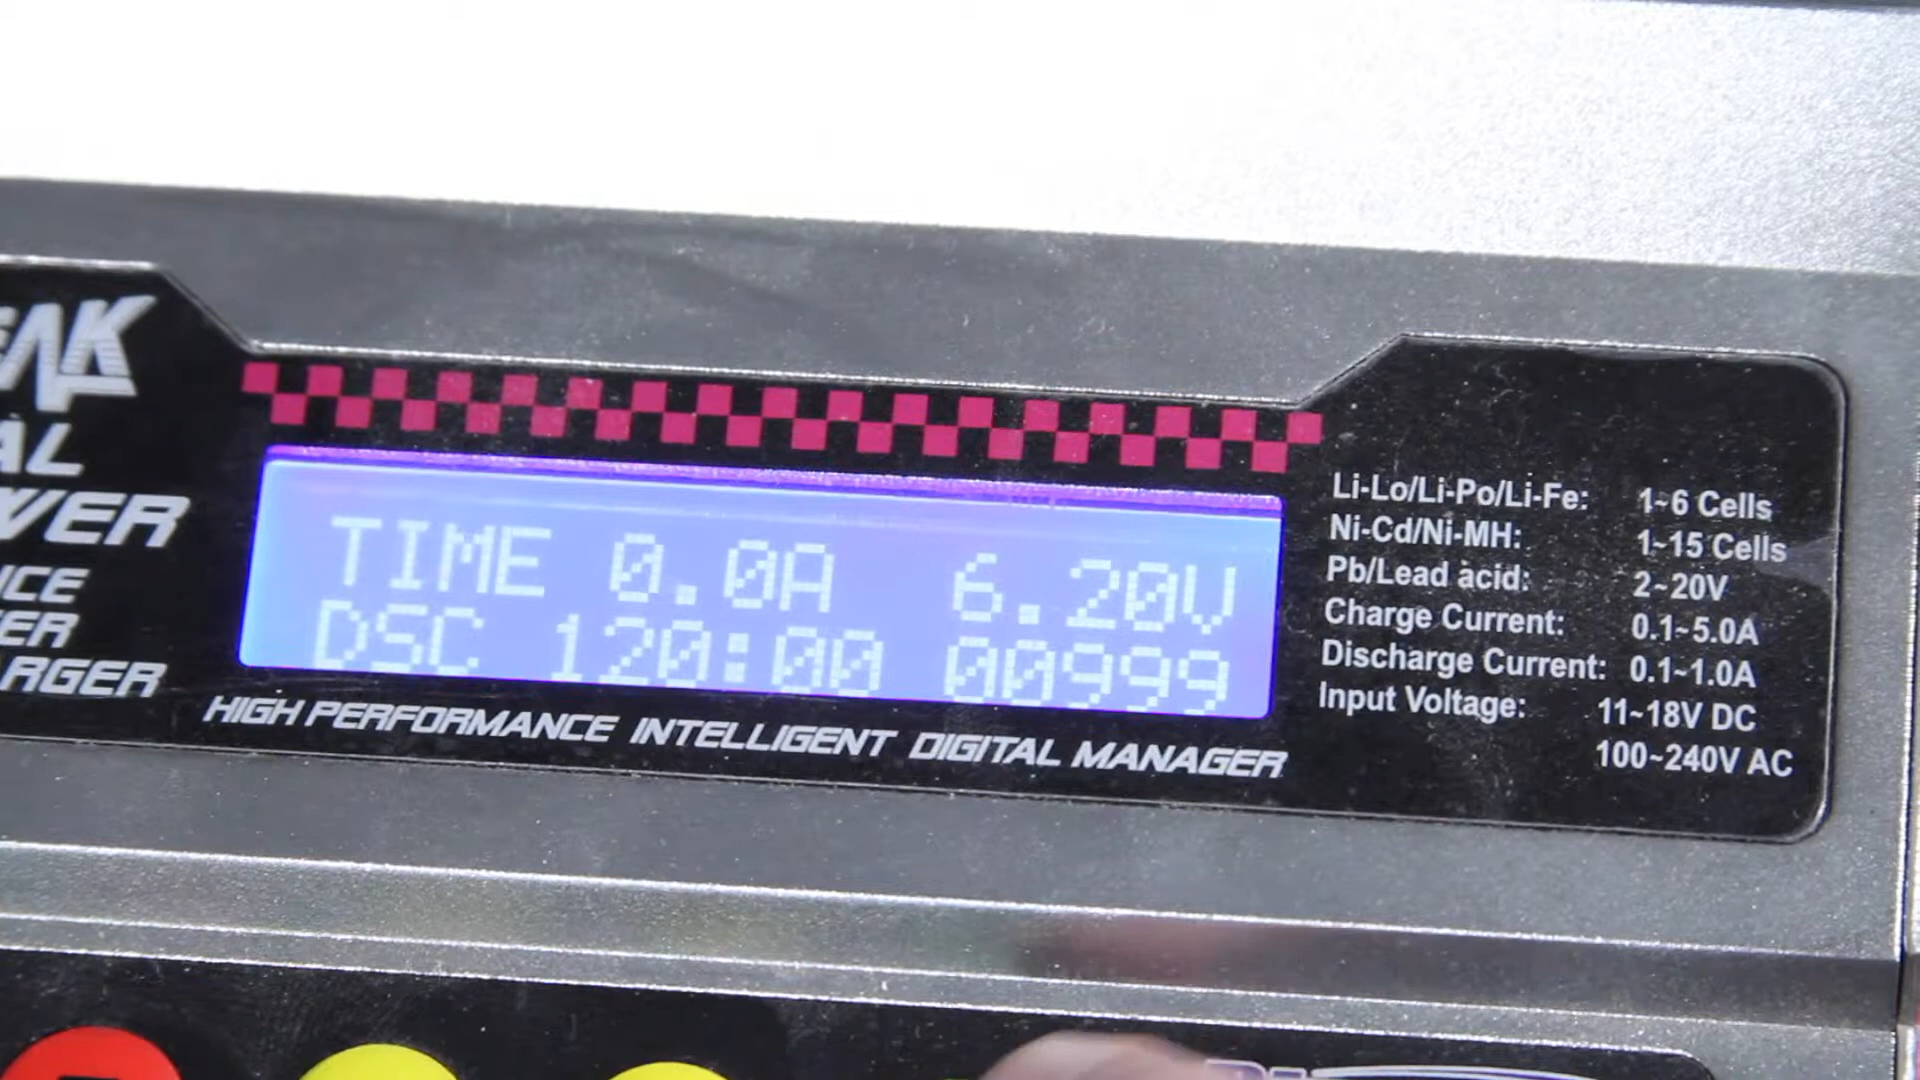 TIME 0.0A 6.20V
DSC 120:00 00999
HIGH PERFORMANCE INTELLIGENT DIGITAL MANAGER
Li-Lo/Li-Po/Li-Fe: 1~6 Cells
Ni-Cd/Ni-MH: 1~15 Cells
Pb/Lead acid: 2~20V
Charge Current: 0.1~5.0A
Discharge Current: 0.1~1.0A
Input Voltage: 11~18V DC
100~240V AC